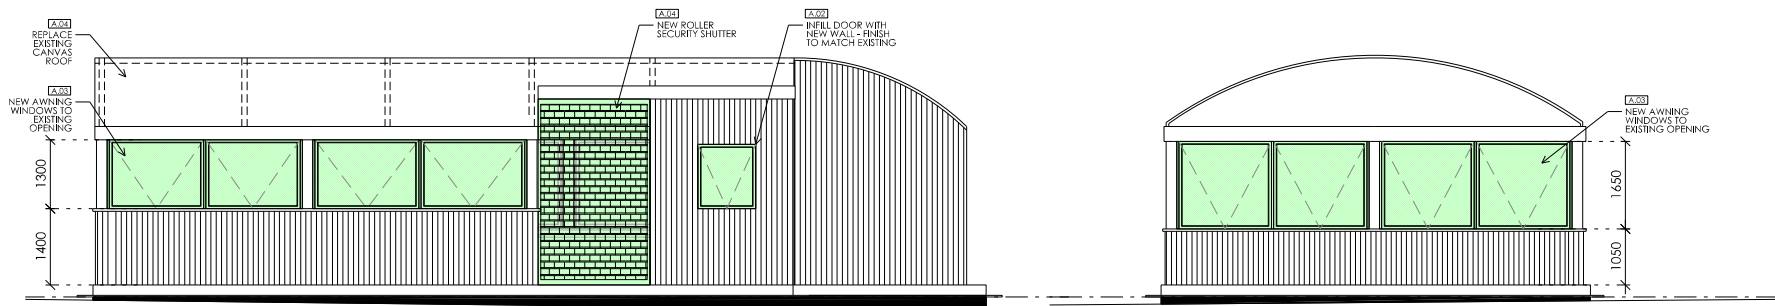 A.04
REPLACE
EXISTING
CANVAS
ROOF
A.03
NEW AWNING
WINDOWS TO
EXISTING
OPENING
1300
1400
A.04
NEW ROLLER
SECURITY SHUTTER
A.02
INFILL DOOR WITH
NEW WALL - FINISH
TO MATCH EXISTING
A.03
NEW AWNING
WINDOWS TO
EXISTING OPENING
1650
1050